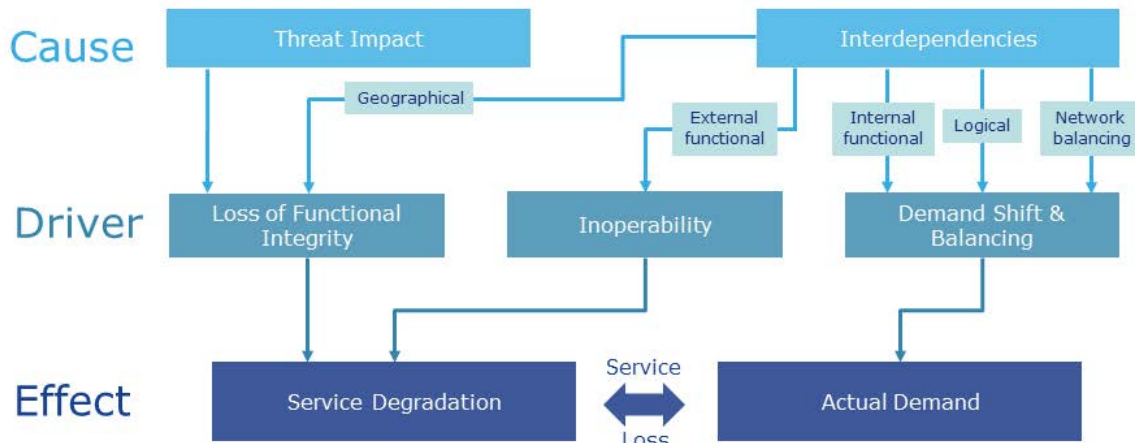 Cause
Threat Impact
Interdependencies
Geographical
External
functional
Internal
functional
Logical
Network
balancing
Driver
Loss of Functional
Integrity
Inoperability
Demand Shift &
Balancing
Effect
Service Degradation
Service
Loss
Actual Demand